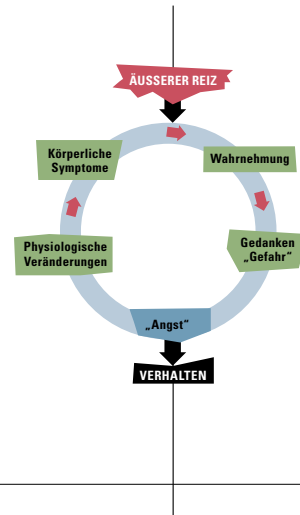 ÄUSSERER REIZ
Körperliche
Symptome
Wahrnehmung
Physiologische
Veränderungen
Gedanken
„Gefahr“
„Angst“
VERHALTEN